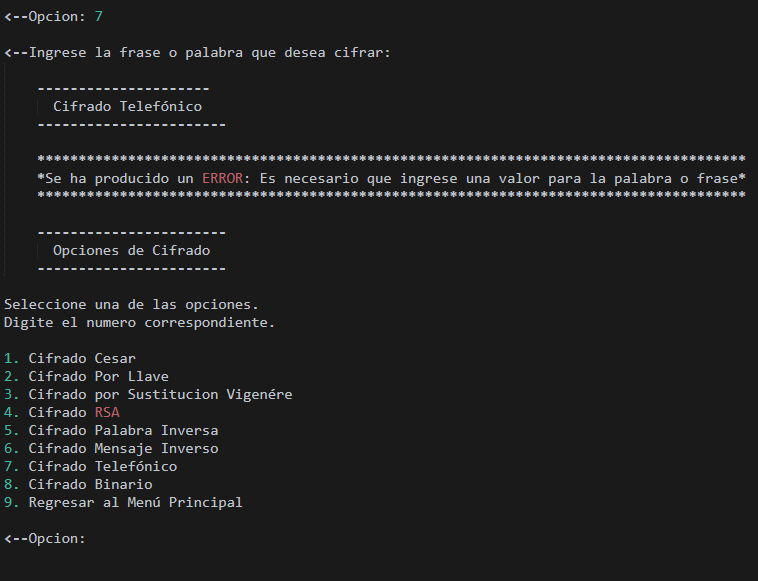 <--Opcion: 7
<--Ingrese la frase o palabra que desea cifrar:
---------------------
Cifrado Telefónico
-----------------------
**************************************************************************************
*Se ha producido un ERROR: Es necesario que ingrese una valor para la palabra o frase*
**************************************************************************************
-----------------------
Opciones de Cifrado
-----------------------
Seleccione una de las opciones.
Digite el numero correspondiente.
1. Cifrado Cesar
2. Cifrado Por Llave
3. Cifrado por Sustitucion Vigenére
4. Cifrado RSA
5. Cifrado Palabra Inversa
6. Cifrado Mensaje Inverso
7. Cifrado Telefónico
8. Cifrado Binario
9. Regresar al Menú Principal
<--Opcion: